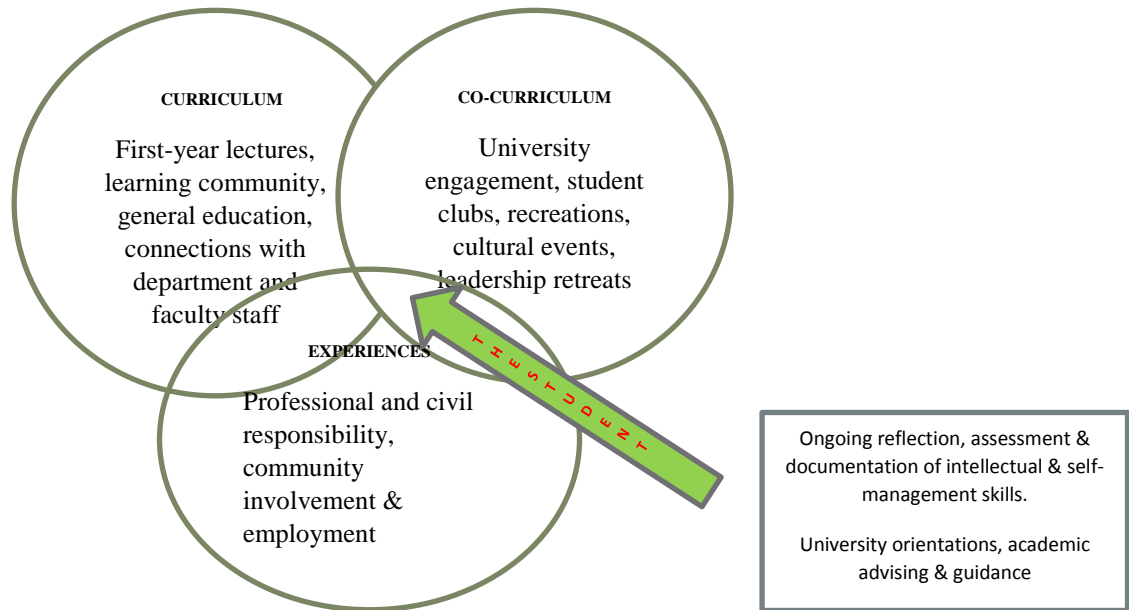 CURRICULUM
First-year lectures,
learning community,
general education,
connections with
department and
faculty staff
CO-CURRICULUM
University
engagement, student
clubs, recreations,
cultural events,
leadership retreats
EXPERIENCES
Professional and civil
responsibility,
community
involvement &
employment
T H E S T U D E N T
Ongoing reflection, assessment &
documentation of intellectual & self-
management skills.
University orientations, academic
advising & guidance